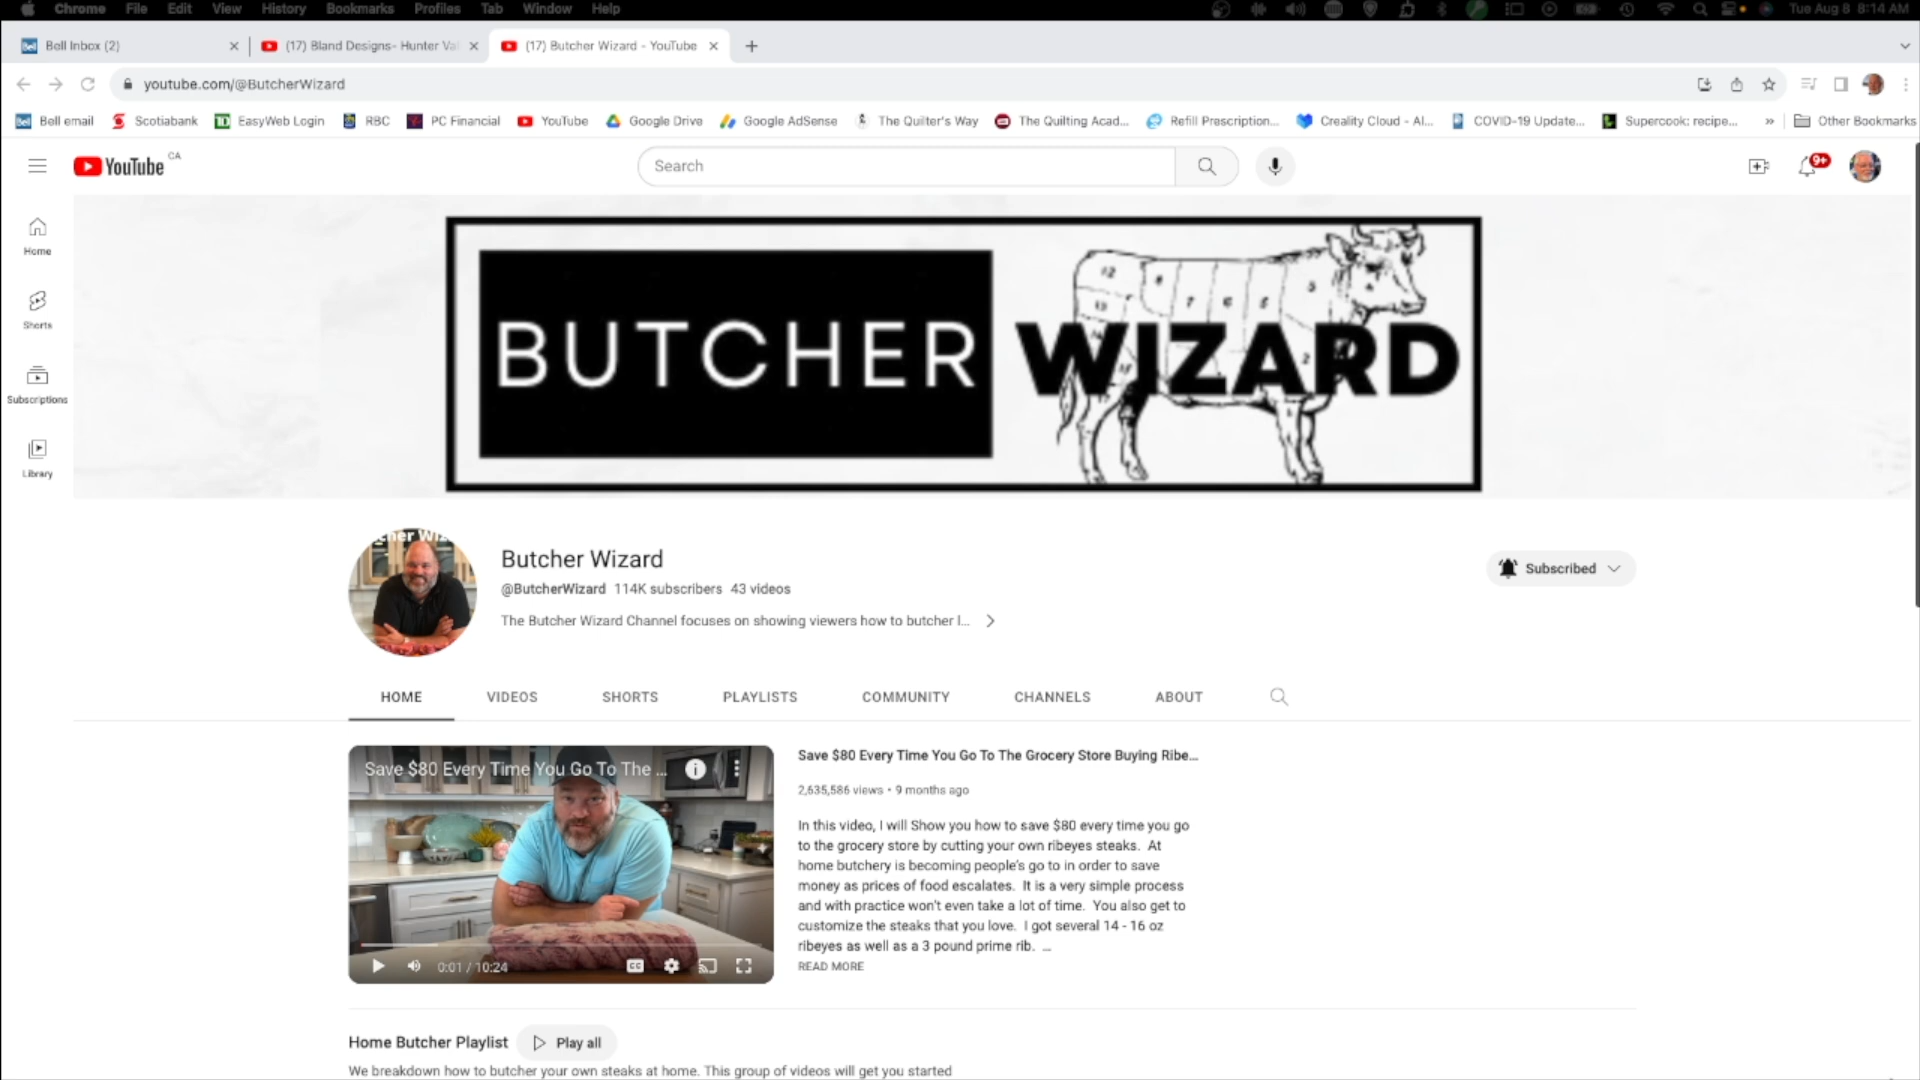 Chrome File Edit View History Bookmarks Profiles Tab Window Help Tue Aug 8 8:14 AM
Bell Inbox (2) (17) Bland Designs- Hunter Val (17) Butcher Wizard - YouTube
youtube.com/@ButcherWizard
Bell email Scotiabank EasyWeb Login RBC PC Financial YouTube Google Drive Google AdSense The Quilter's Way The Quilting Acad... Refill Prescription... Creality Cloud - Al... COVID-19 Update... Supercook: recipe... » Other Bookmarks
YouTube CA Search 9+
Home
Shorts
Subscriptions
Library
BUTCHER WIZARD
Butcher Wizard
@ButcherWizard 114K subscribers 43 videos
The Butcher Wizard Channel focuses on showing viewers how to butcher l...
Subscribed
HOME VIDEOS SHORTS PLAYLISTS COMMUNITY CHANNELS ABOUT
Save $80 Every Time You Go To The ...
0:01 / 10:24
Save $80 Every Time You Go To The Grocery Store Buying Ribe...
2,635,586 views • 9 months ago
In this video, I will Show you how to save $80 every time you go
to the grocery store by cutting your own ribeyes steaks. At
home butchery is becoming people's go to in order to save
money as prices of food escalates. It is a very simple process
and with practice won't even take a lot of time. You also get to
customize the steaks that you love. I got several 14 - 16 oz
ribeyes as well as a 3 pound prime rib. ...
READ MORE
Home Butcher Playlist Play all
We breakdown how to butcher your own steaks at home. This group of videos will get you started